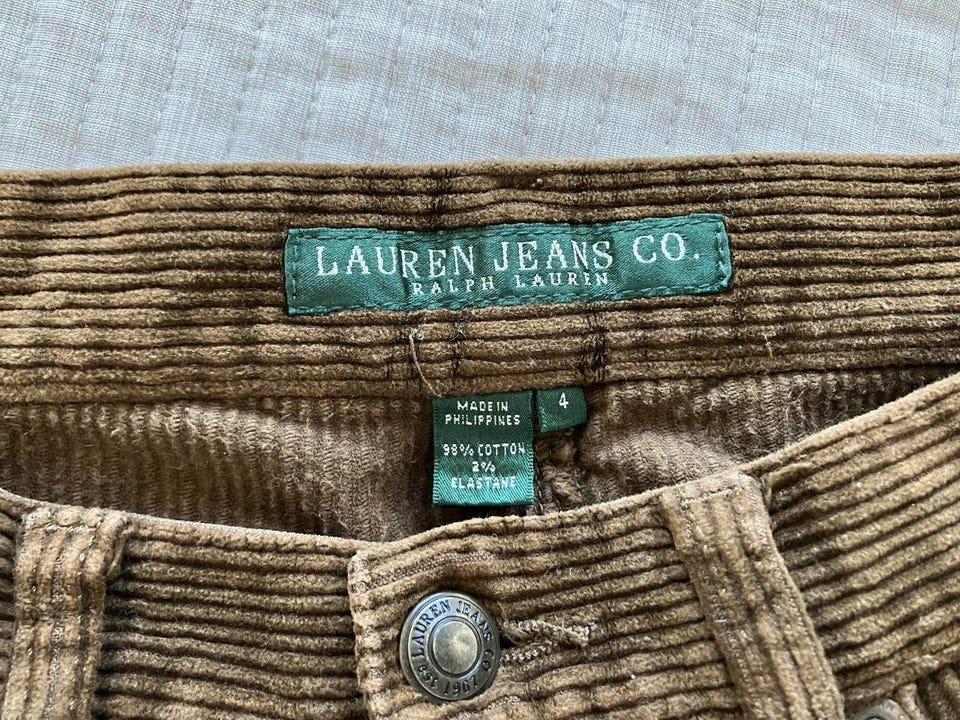 LAUREN JEANS CO.
RALPH LAUREN
MADE IN
PHILIPPINES
98% COTTON
2%
ELASTANE
4
LAUREN JEANS CO
EST. 1967